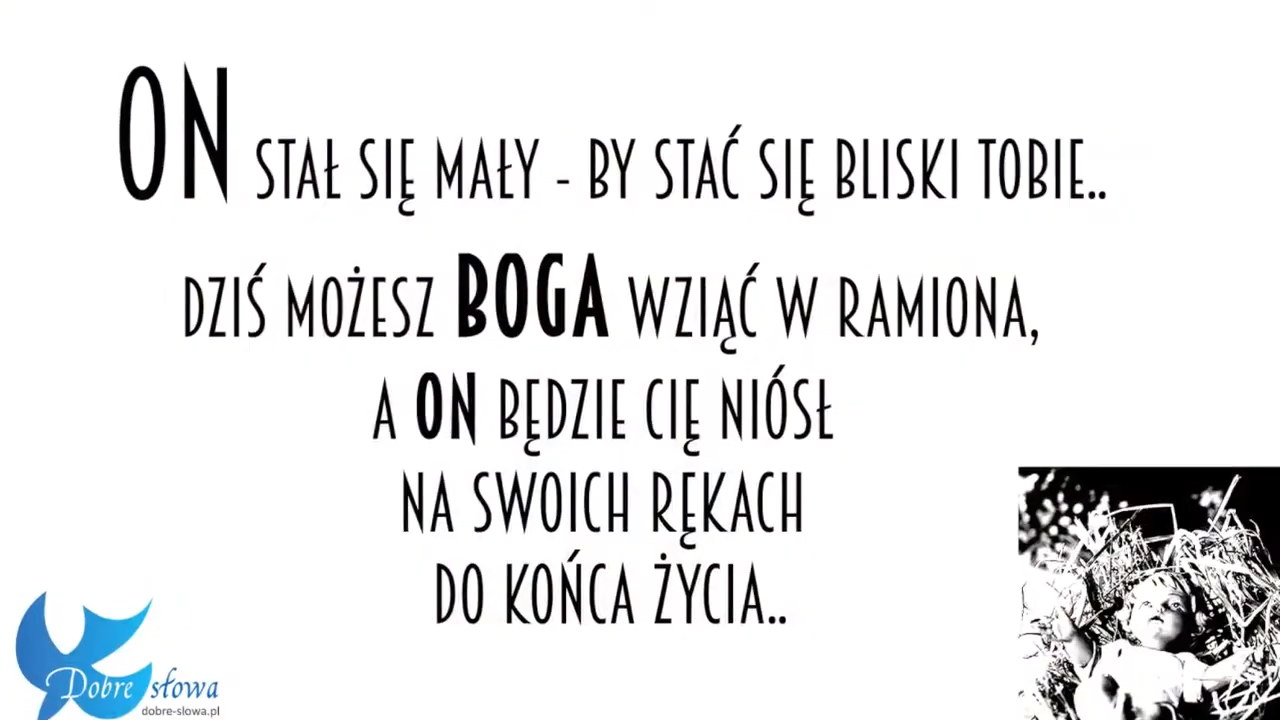 ON STAŁ SIĘ MAŁY - BY STAĆ SIĘ BLISKI TOBIE..
DZIŚ MOŻESZ BOGA WZIĄĆ W RAMIONA,
A ON BĘDZIE CIĘ NIÓSŁ
NA SWOICH RĘKACH
DO KOŃCA ŻYCIA..
Dobre słowa
dobre-slowa.pl